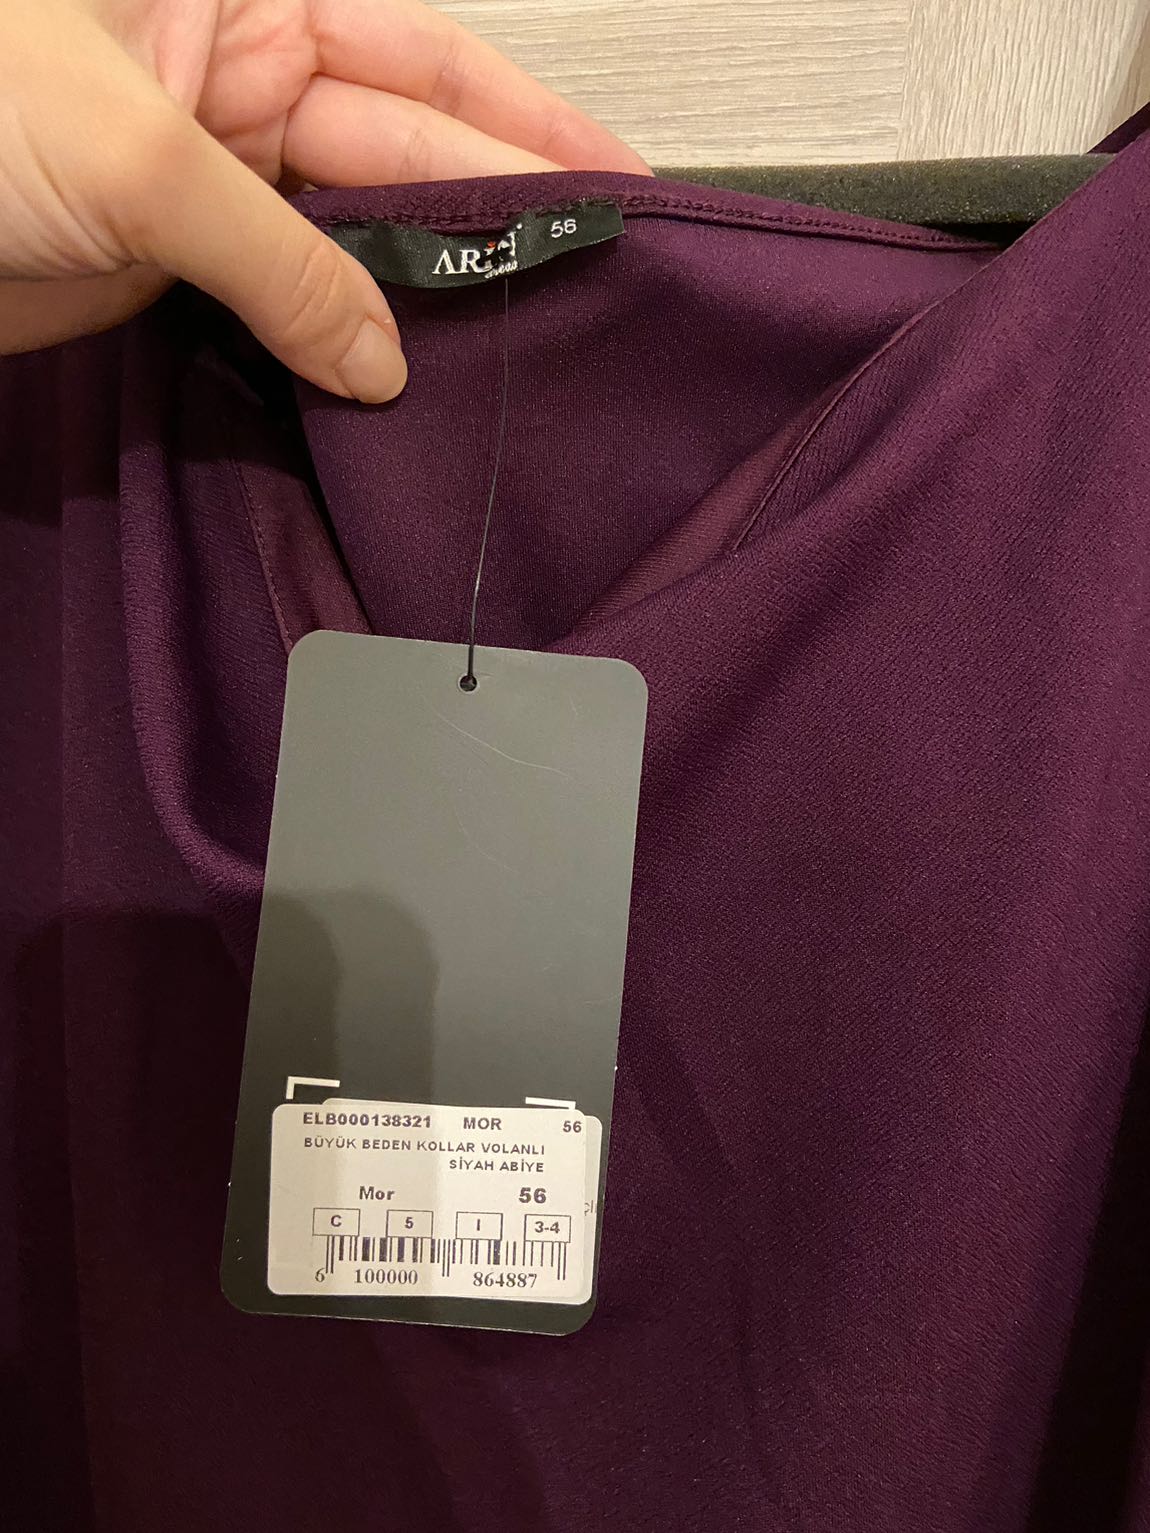 56
ELB000138321 MOR 56
BÜYÜK BEDEN KOLLAR VOLANLI
SİYAH ABİYE
Mor 56
C 5 I 3-4
6 100000 864887